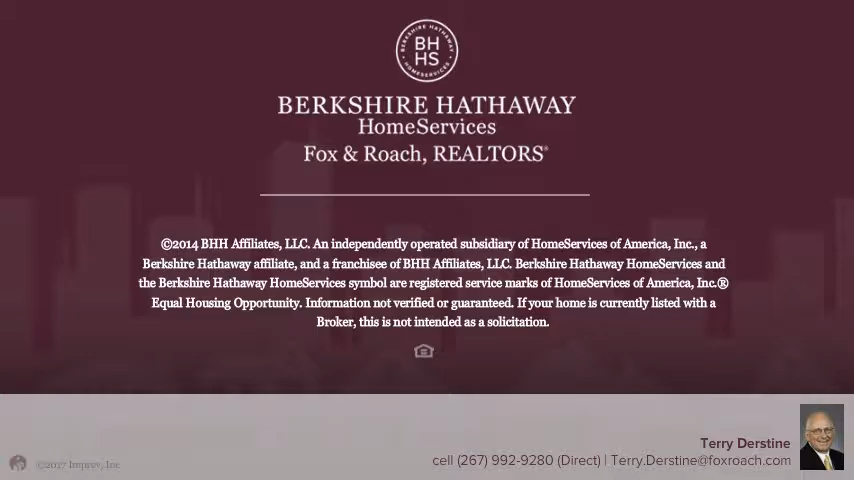 BERKSHIRE HATHAWAY
HOMESERVICES
BH
HS
BERKSHIRE HATHAWAY
HomeServices
Fox & Roach, REALTORS®
©2014 BHH Affiliates, LLC. An independently operated subsidiary of HomeServices of America, Inc., a
Berkshire Hathaway affiliate, and a franchisee of BHH Affiliates, LLC. Berkshire Hathaway HomeServices and
the Berkshire Hathaway HomeServices symbol are registered service marks of HomeServices of America, Inc.®
Equal Housing Opportunity. Information not verified or guaranteed. If your home is currently listed with a
Broker, this is not intended as a solicitation.
Terry Derstine
cell (267) 992-9280 (Direct) | Terry.Derstine@foxroach.com
©2017 Imprev, Inc